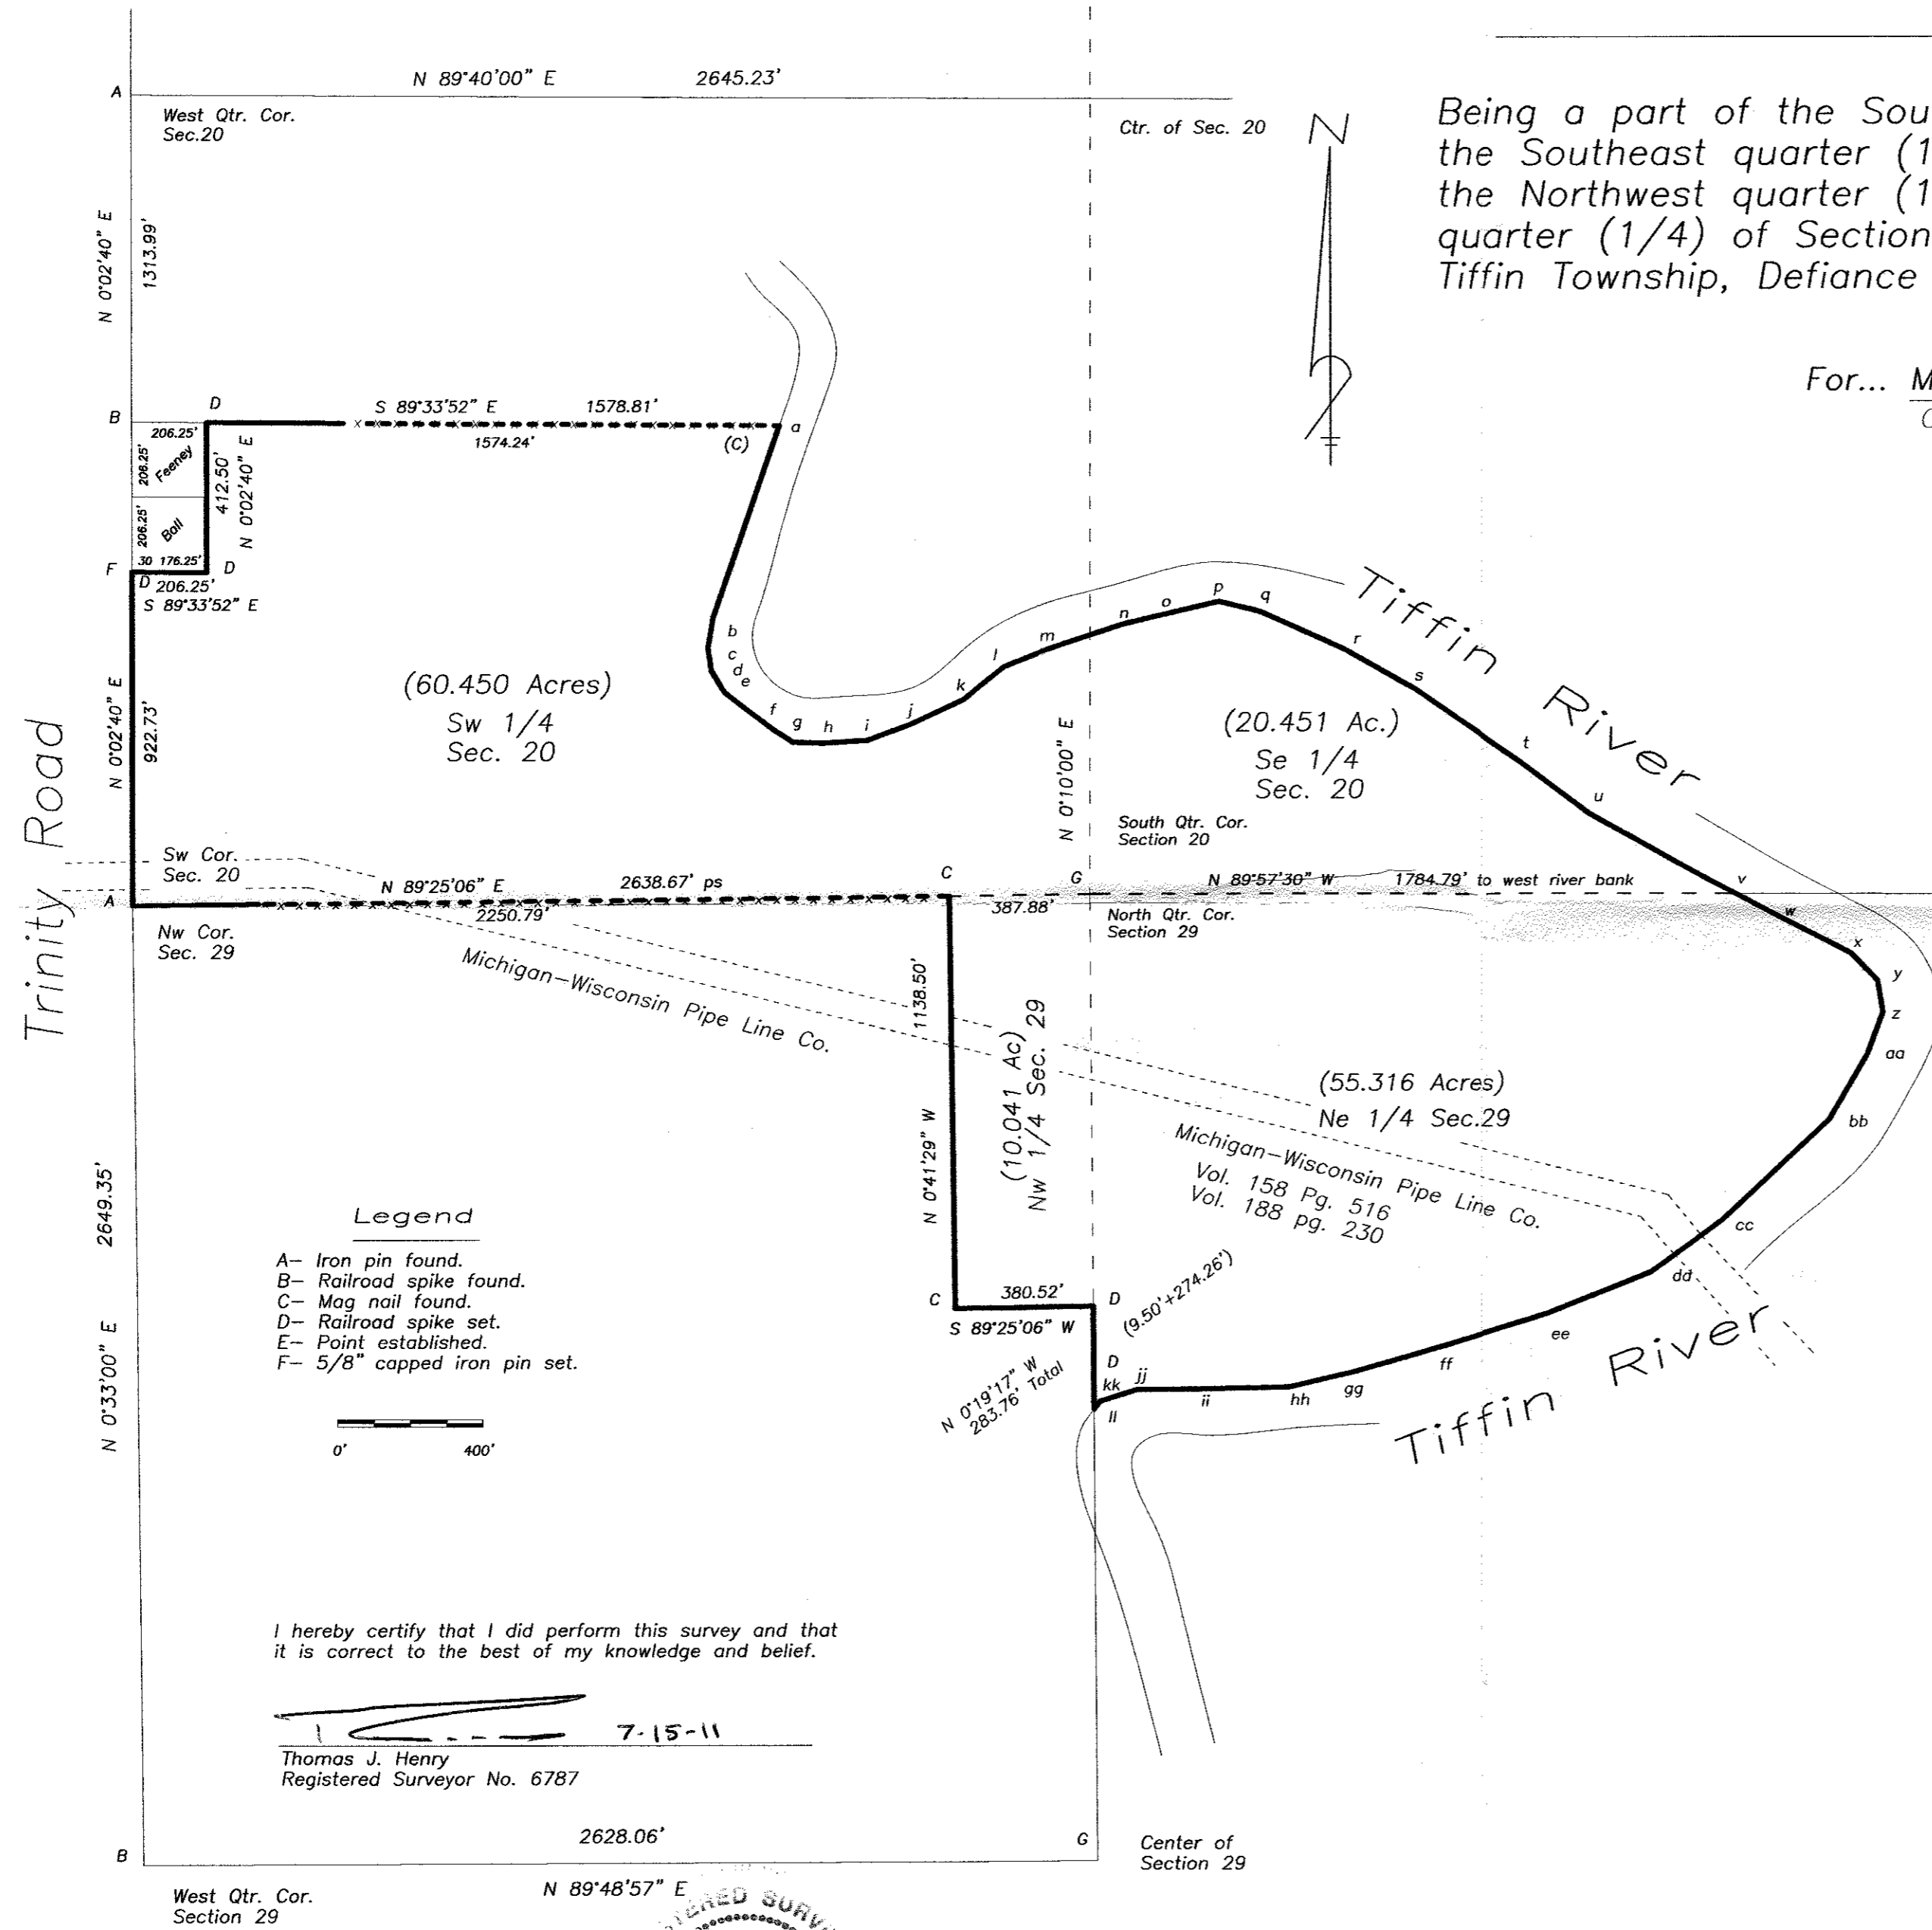 N 89°40'00" E 2645.23'
A
West Qtr. Cor.
Sec.20
Ctr. of Sec. 20
N
Being a part of the Sou
the Southeast quarter (1
the Northwest quarter (1
quarter (1/4) of Section
Tiffin Township, Defiance
For... M
N 0°02'40" E
1313.99'
B
D
S 89°33'52" E 1578.81'
1574.24'
(C)
a
206.25'
206.25'
Feeney
412.50'
N 0°02'40" E
206.25'
Ball
30 176.25'
F
D
D
206.25'
S 89°33'52" E
N 0°02'40" E
922.73'
Trinity Road
(60.450 Acres)
Sw 1/4
Sec. 20
b
c
d
e
f
g
h
i
j
k
l
m
n
o
p
q
r
s
t
u
v
w
x
y
z
aa
bb
cc
dd
ee
ff
gg
hh
ii
jj
kk
ll
Tiffin River
(20.451 Ac.)
Se 1/4
Sec. 20
N 0°10'00" E
South Qtr. Cor.
Section 20
Sw Cor.
Sec. 20
A
N 89°25'06" E 2638.67' ps
2250.79'
C
G
387.88'
N 89°57'30" W 1784.79' to west river bank
North Qtr. Cor.
Section 29
Nw Cor.
Sec. 29
Michigan-Wisconsin Pipe Line Co.
1138.50'
N 0°41'29" W
(10.041 Ac)
Nw 1/4 Sec. 29
(55.316 Acres)
Ne 1/4 Sec.29
Michigan-Wisconsin Pipe Line Co.
Vol. 158 Pg. 516
Vol. 188 pg. 230
2649.35'
N 0°33'00" E
Legend
A- Iron pin found.
B- Railroad spike found.
C- Mag nail found.
D- Railroad spike set.
E- Point established.
F- 5/8" capped iron pin set.
0' 400'
C
380.52'
D
S 89°25'06" W
(9.50'+274.26')
D
N 0°19'17" W
283.76' Total
Tiffin River
I hereby certify that I did perform this survey and that
it is correct to the best of my knowledge and belief.
7-15-11
Thomas J. Henry
Registered Surveyor No. 6787
2628.06'
B
G
Center of
Section 29
N 89°48'57" E
West Qtr. Cor.
Section 29